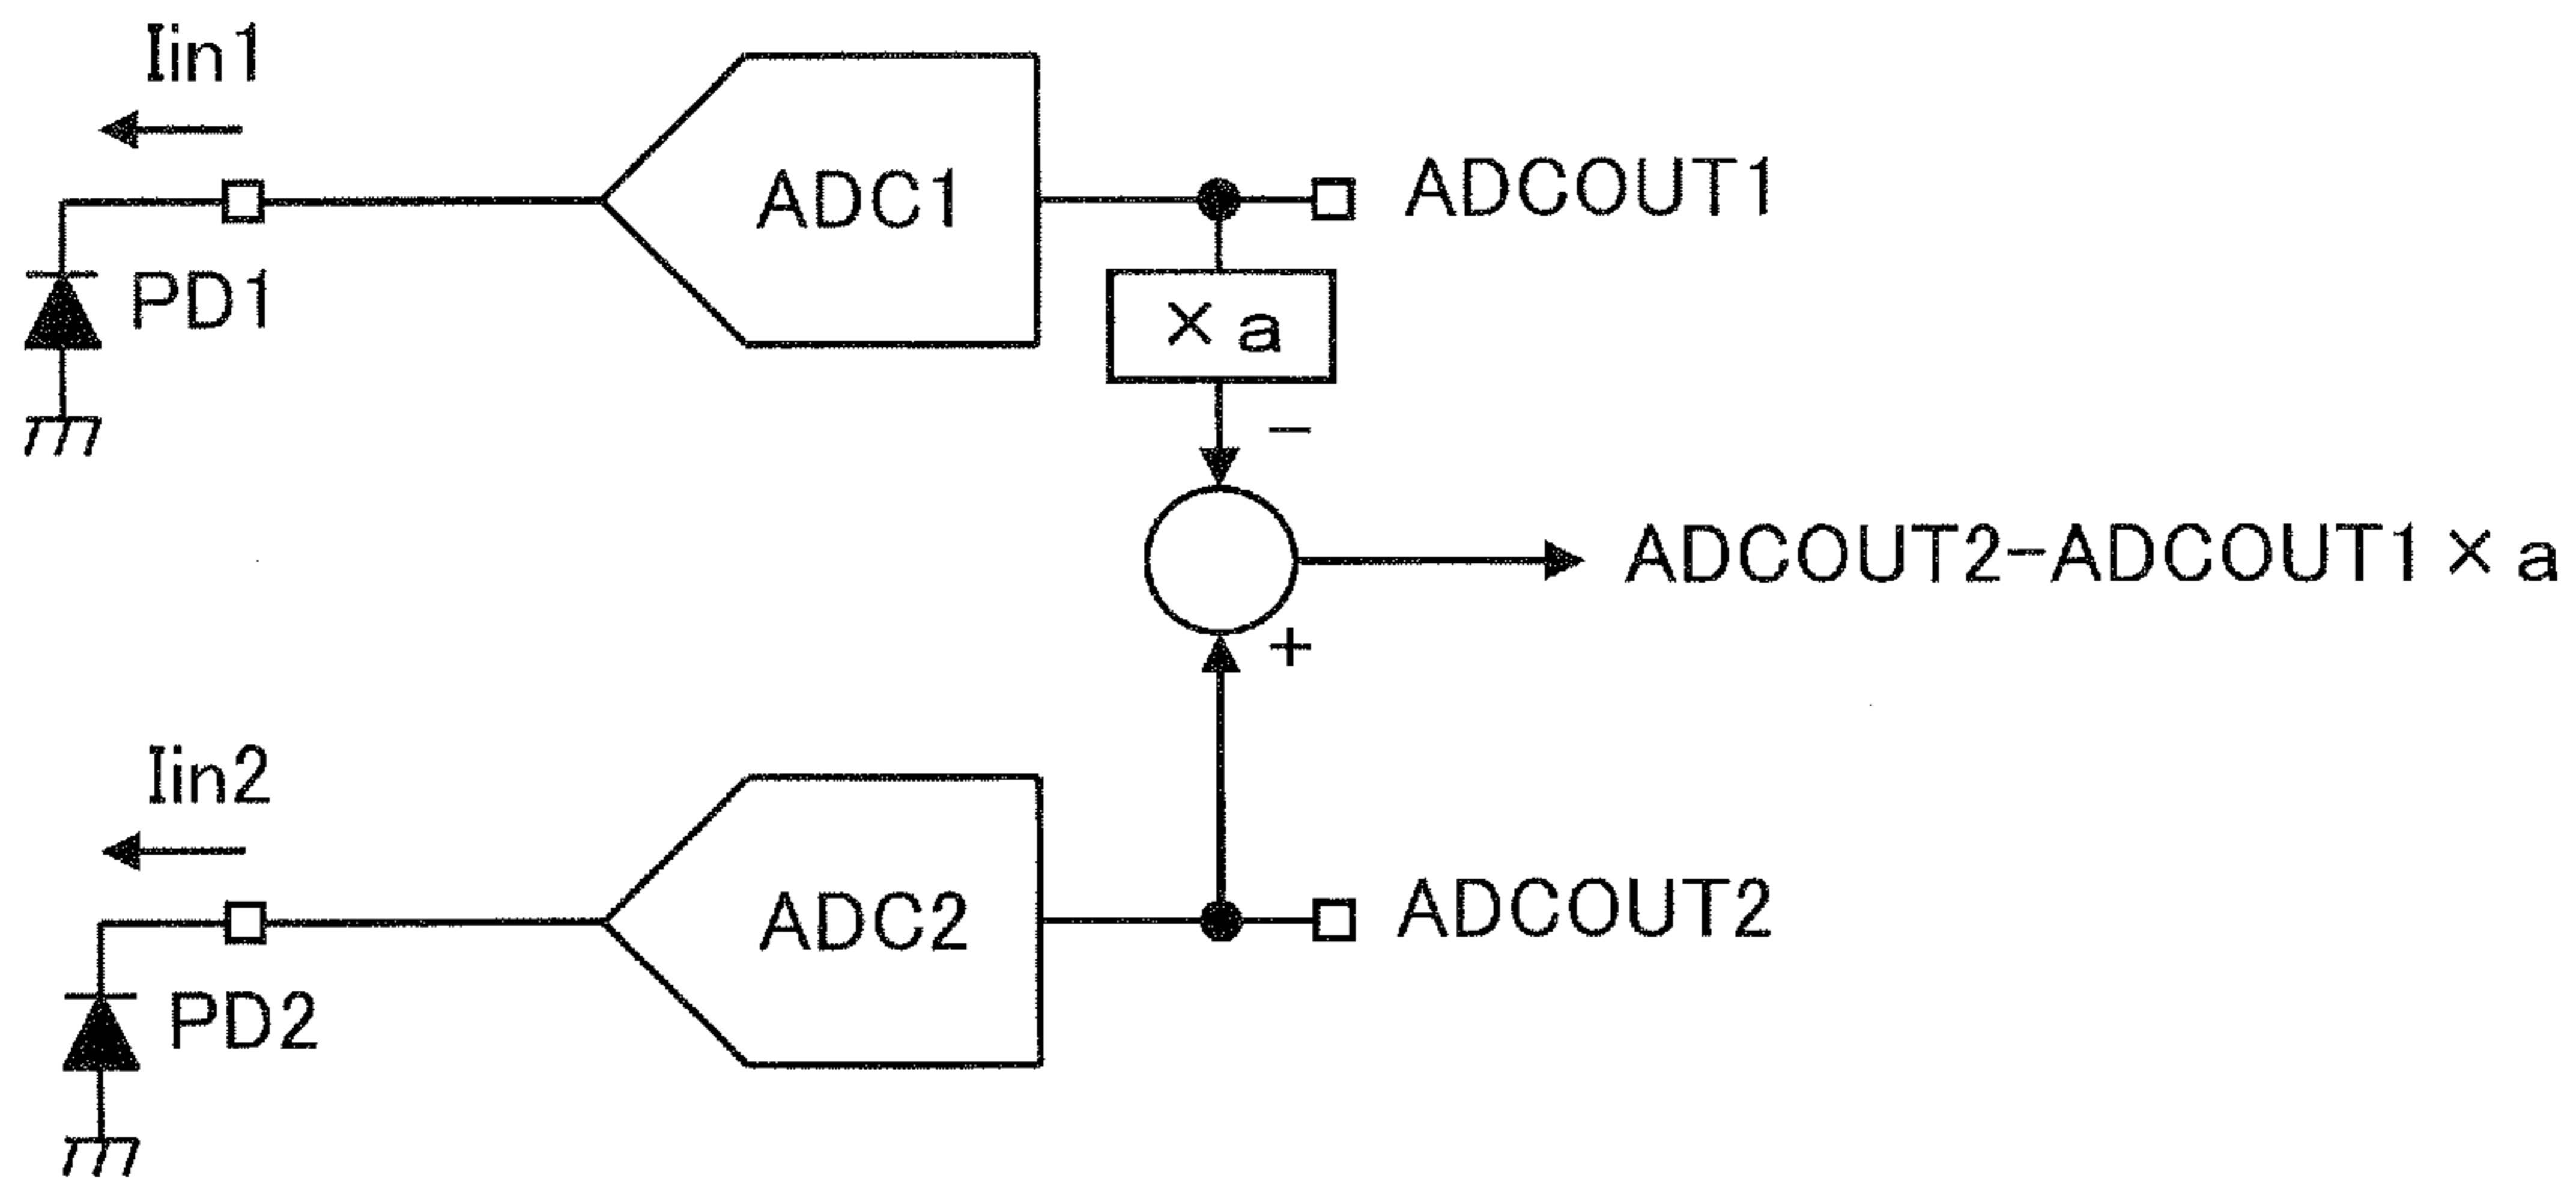 Iin1
ADC1
ADCOUT1
PD1
× a
−
ADCOUT2−ADCOUT1 × a
+
Iin2
ADC2
ADCOUT2
PD2